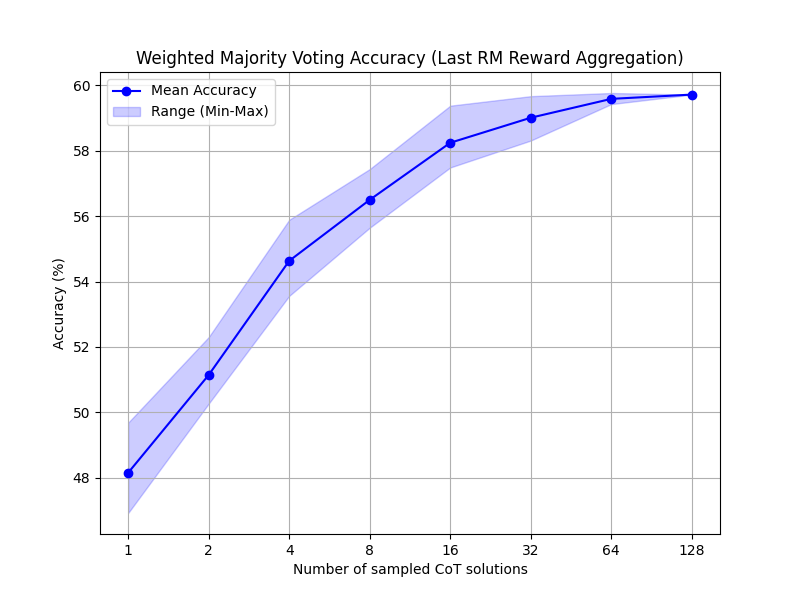 Weighted Majority Voting Accuracy (Last RM Reward Aggregation)
Mean Accuracy
Range (Min-Max)
Accuracy (%)
60
58
56
54
52
50
48
1 2 4 8 16 32 64 128
Number of sampled CoT solutions